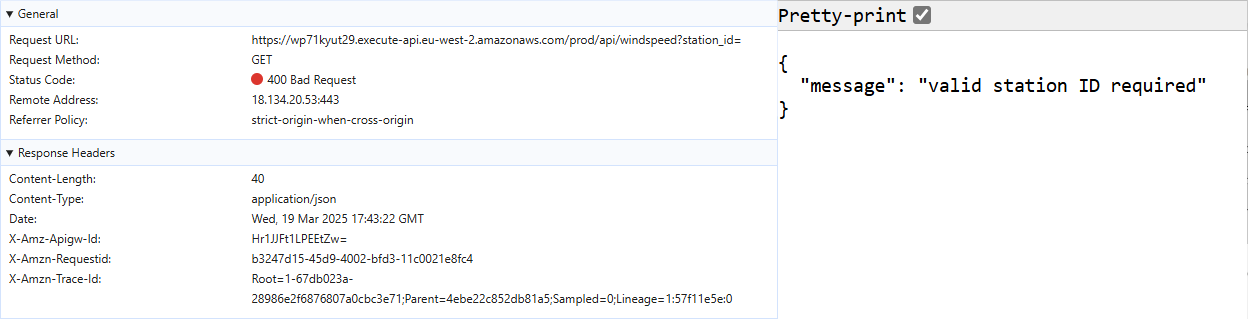 General
Request URL: https://wp71kyut29.execute-api.eu-west-2.amazonaws.com/prod/api/windspeed?station_id=
Request Method: GET
Status Code: 400 Bad Request
Remote Address: 18.134.20.53:443
Referrer Policy: strict-origin-when-cross-origin
Response Headers
Content-Length: 40
Content-Type: application/json
Date: Wed, 19 Mar 2025 17:43:22 GMT
X-Amz-Apigw-Id: Hr1JJFt1LPEEtZw=
X-Amzn-Requestid: b3247d15-45d9-4002-bfd3-11c0021e8fc4
X-Amzn-Trace-Id: Root=1-67db023a-
28986e2f6876807a0cbc3e71;Parent=4ebe22c852db81a5;Sampled=0;Lineage=1:57f11e5e:0
Pretty-print
{
"message": "valid station ID required"
}